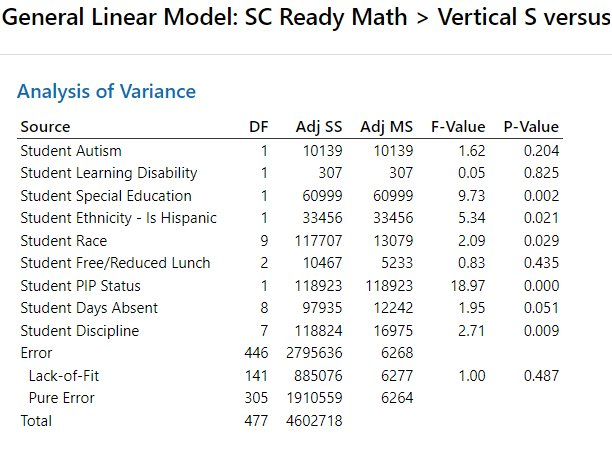 General Linear Model: SC Ready Math > Vertical S versus
Analysis of Variance
Source DF Adj SS Adj MS F-Value P-Value
Student Autism 1 10139 10139 1.62 0.204
Student Learning Disability 1 307 307 0.05 0.825
Student Special Education 1 60999 60999 9.73 0.002
Student Ethnicity - Is Hispanic 1 33456 33456 5.34 0.021
Student Race 9 117707 13079 2.09 0.029
Student Free/Reduced Lunch 2 10467 5233 0.83 0.435
Student PIP Status 1 118923 118923 18.97 0.000
Student Days Absent 8 97935 12242 1.95 0.051
Student Discipline 7 118824 16975 2.71 0.009
Error 446 2795636 6268
Lack-of-Fit 141 885076 6277 1.00 0.487
Pure Error 305 1910559 6264
Total 477 4602718